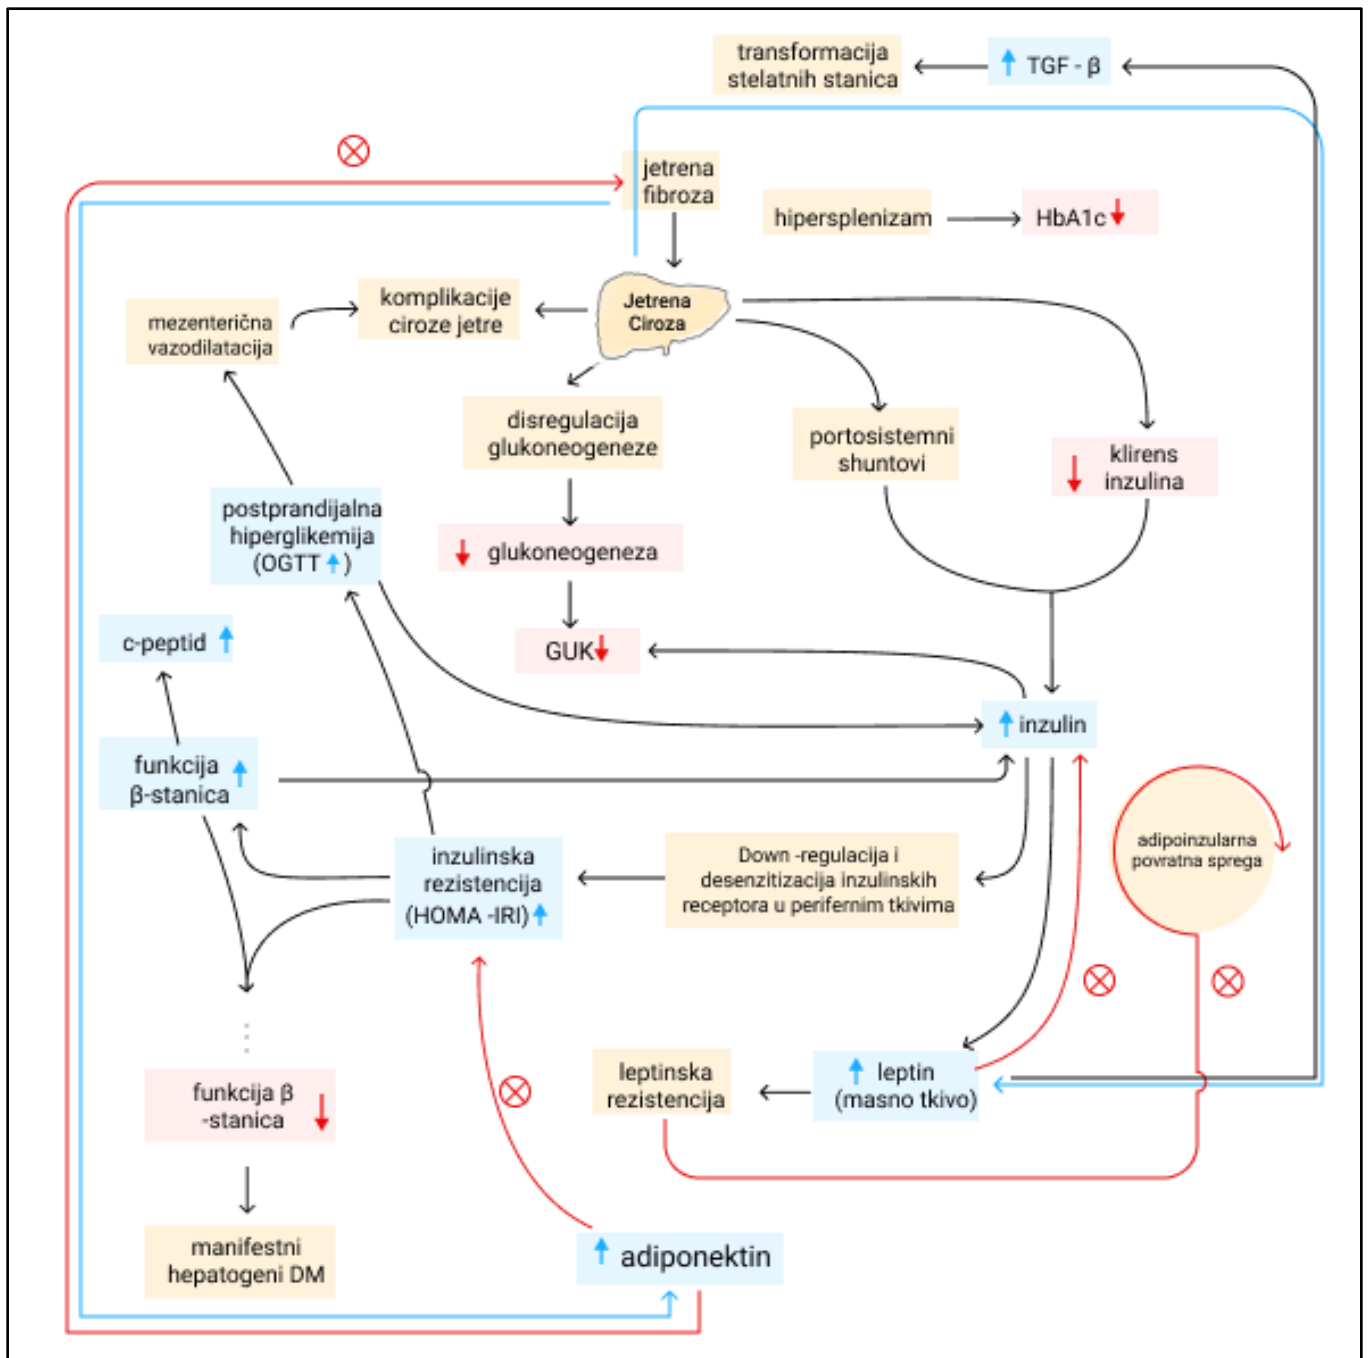 transformacija
stelatnih stanica
TGF - β
jetrena
fibroza
hipersplenizam
HbA1c
komplikacije
ciroze jetre
Jetrena
Ciroza
mezenterična
vazodilatacija
disregulacija
glukoneogeneze
portosistemni
shuntovi
klirens
inzulina
postprandijalna
hiperglikemija
(OGTT )
glukoneogeneza
c-peptid
GUK
inzulin
funkcija
β-stanica
inzulinska
rezistencija
(HOMA -IRI)
Down -regulacija i
desenzitizacija inzulinskih
receptora u perifernim tkivima
adipoinzularna
povratna sprega
leptinska
rezistencija
leptin
(masno tkivo)
funkcija β
-stanica
manifestni
hepatogeni DM
adiponektin